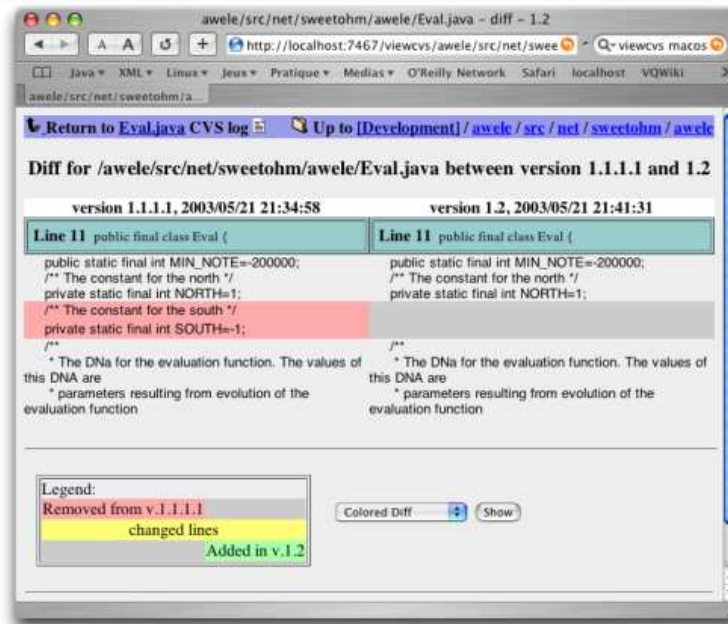 awele/src/net/sweetohm/awele/Eval.java - diff - 1.2
A A + http://localhost:7467/viewcvs/awele/src/net/swee Q- viewcvs macos
Java XML Linux Jeux Pratique Medias O'Reilly Network Safari localhost VQWiki
awele/src/net/sweetohm/a...
Return to Eval.java CVS log Up to [Development] / awele / src / net / sweetohm / awele
Diff for /awele/src/net/sweetohm/awele/Eval.java between version 1.1.1.1 and 1.2
version 1.1.1.1, 2003/05/21 21:34:58 version 1.2, 2003/05/21 21:41:31
Line 11 public final class Eval { Line 11 public final class Eval {
public static final int MIN_NOTE=-200000; public static final int MIN_NOTE=-200000;
/** The constant for the north */ /** The constant for the north */
private static final int NORTH=1; private static final int NORTH=1;
/** The constant for the south */
private static final int SOUTH=-1;
/** /**
* The DNa for the evaluation function. The values of * The DNa for the evaluation function. The values of
this DNA are this DNA are
* parameters resulting from evolution of the * parameters resulting from evolution of the
evaluation function evaluation function
Legend:
Removed from v.1.1.1.1
changed lines
Added in v.1.2
Colored Diff Show